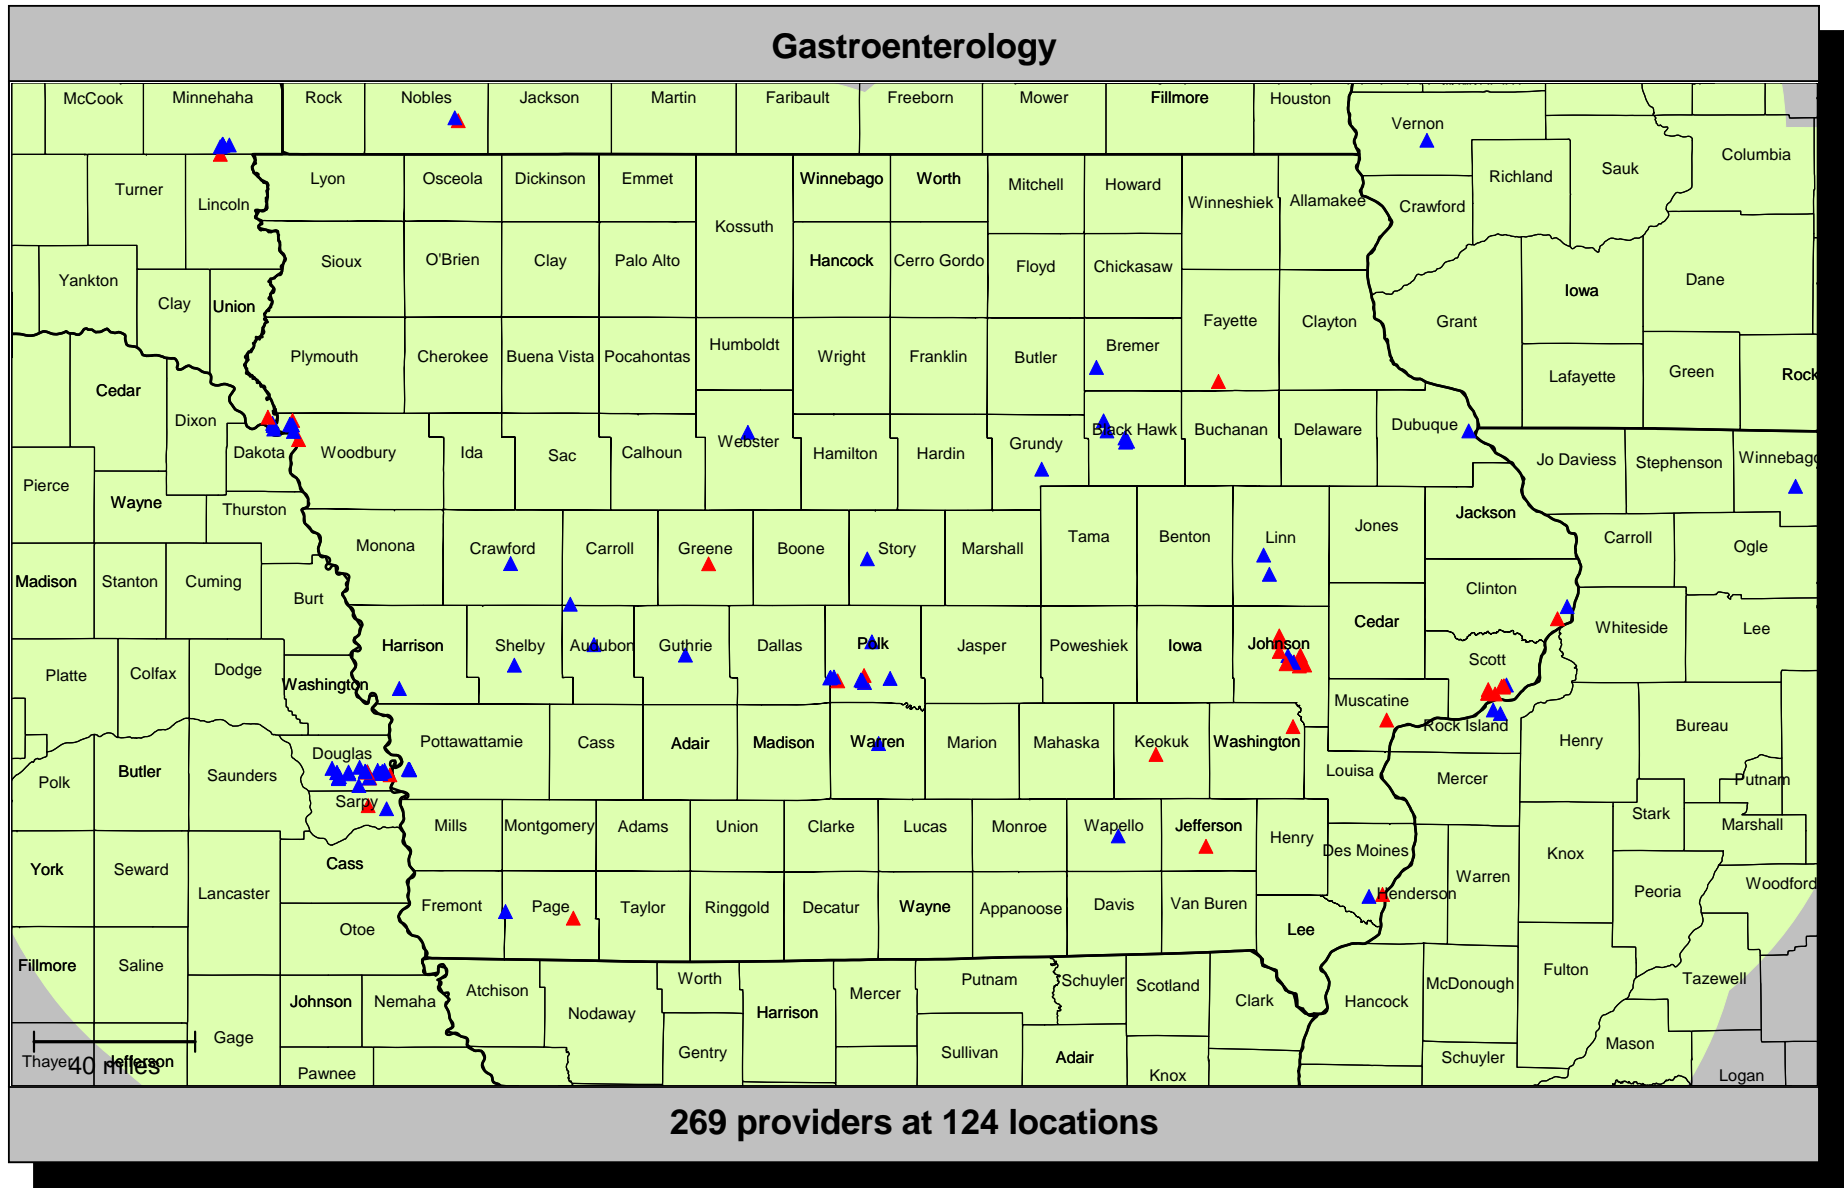 Gastroenterology
McCook Minnehaha Rock Nobles Jackson Martin Faribault Freeborn Mower Fillmore Houston
Vernon
Columbia
Sauk
Richland
Turner Lyon Osceola Dickinson Emmet Winnebago Worth Mitchell Howard
Lincoln Winneshiek Allamakee Crawford
Kossuth
Yankton Sioux O'Brien Clay Palo Alto Hancock Cerro Gordo Floyd Chickasaw Dane
Clay Union Iowa
Fayette Clayton Grant
Plymouth Cherokee Buena Vista Pocahontas Humboldt Wright Franklin Butler Bremer
Lafayette Green Rock
Cedar
Dixon Black Hawk Buchanan Delaware Dubuque
Webster Grundy
Dakota Woodbury Ida Sac Calhoun Hamilton Hardin Jo Daviess Stephenson Winnebago
Pierce
Wayne Thurston Jackson
Monona Crawford Carroll Greene Boone Story Marshall Tama Benton Linn Jones Carroll Ogle
Madison Stanton Cuming
Burt Clinton
Cedar Whiteside Lee
Harrison Shelby Audubon Guthrie Dallas Polk Jasper Poweshiek Iowa Johnson
Scott
Platte Colfax Dodge
Washington Muscatine
Rock Island Bureau
Pottawattamie Cass Adair Madison Warren Marion Mahaska Keokuk Washington Henry
Douglas
Polk Butler Saunders Louisa Mercer Putnam
Sarpy
Mills Montgomery Adams Union Clarke Lucas Monroe Wapello Jefferson Henry Stark Marshall
Des Moines Knox
York Seward Cass
Lancaster Warren Peoria Woodford
Fremont Page Taylor Ringgold Decatur Wayne Appanoose Davis Van Buren Henderson
Otoe Lee
Fillmore Saline Fulton
Worth Putnam Schuyler Scotland McDonough Tazewell
Johnson Nemaha Atchison Mercer Clark Hancock
Nodaway Harrison
Gage Mason
Gentry Sullivan Adair Schuyler
Thayer Jefferson
40 miles
Pawnee Knox Logan
269 providers at 124 locations